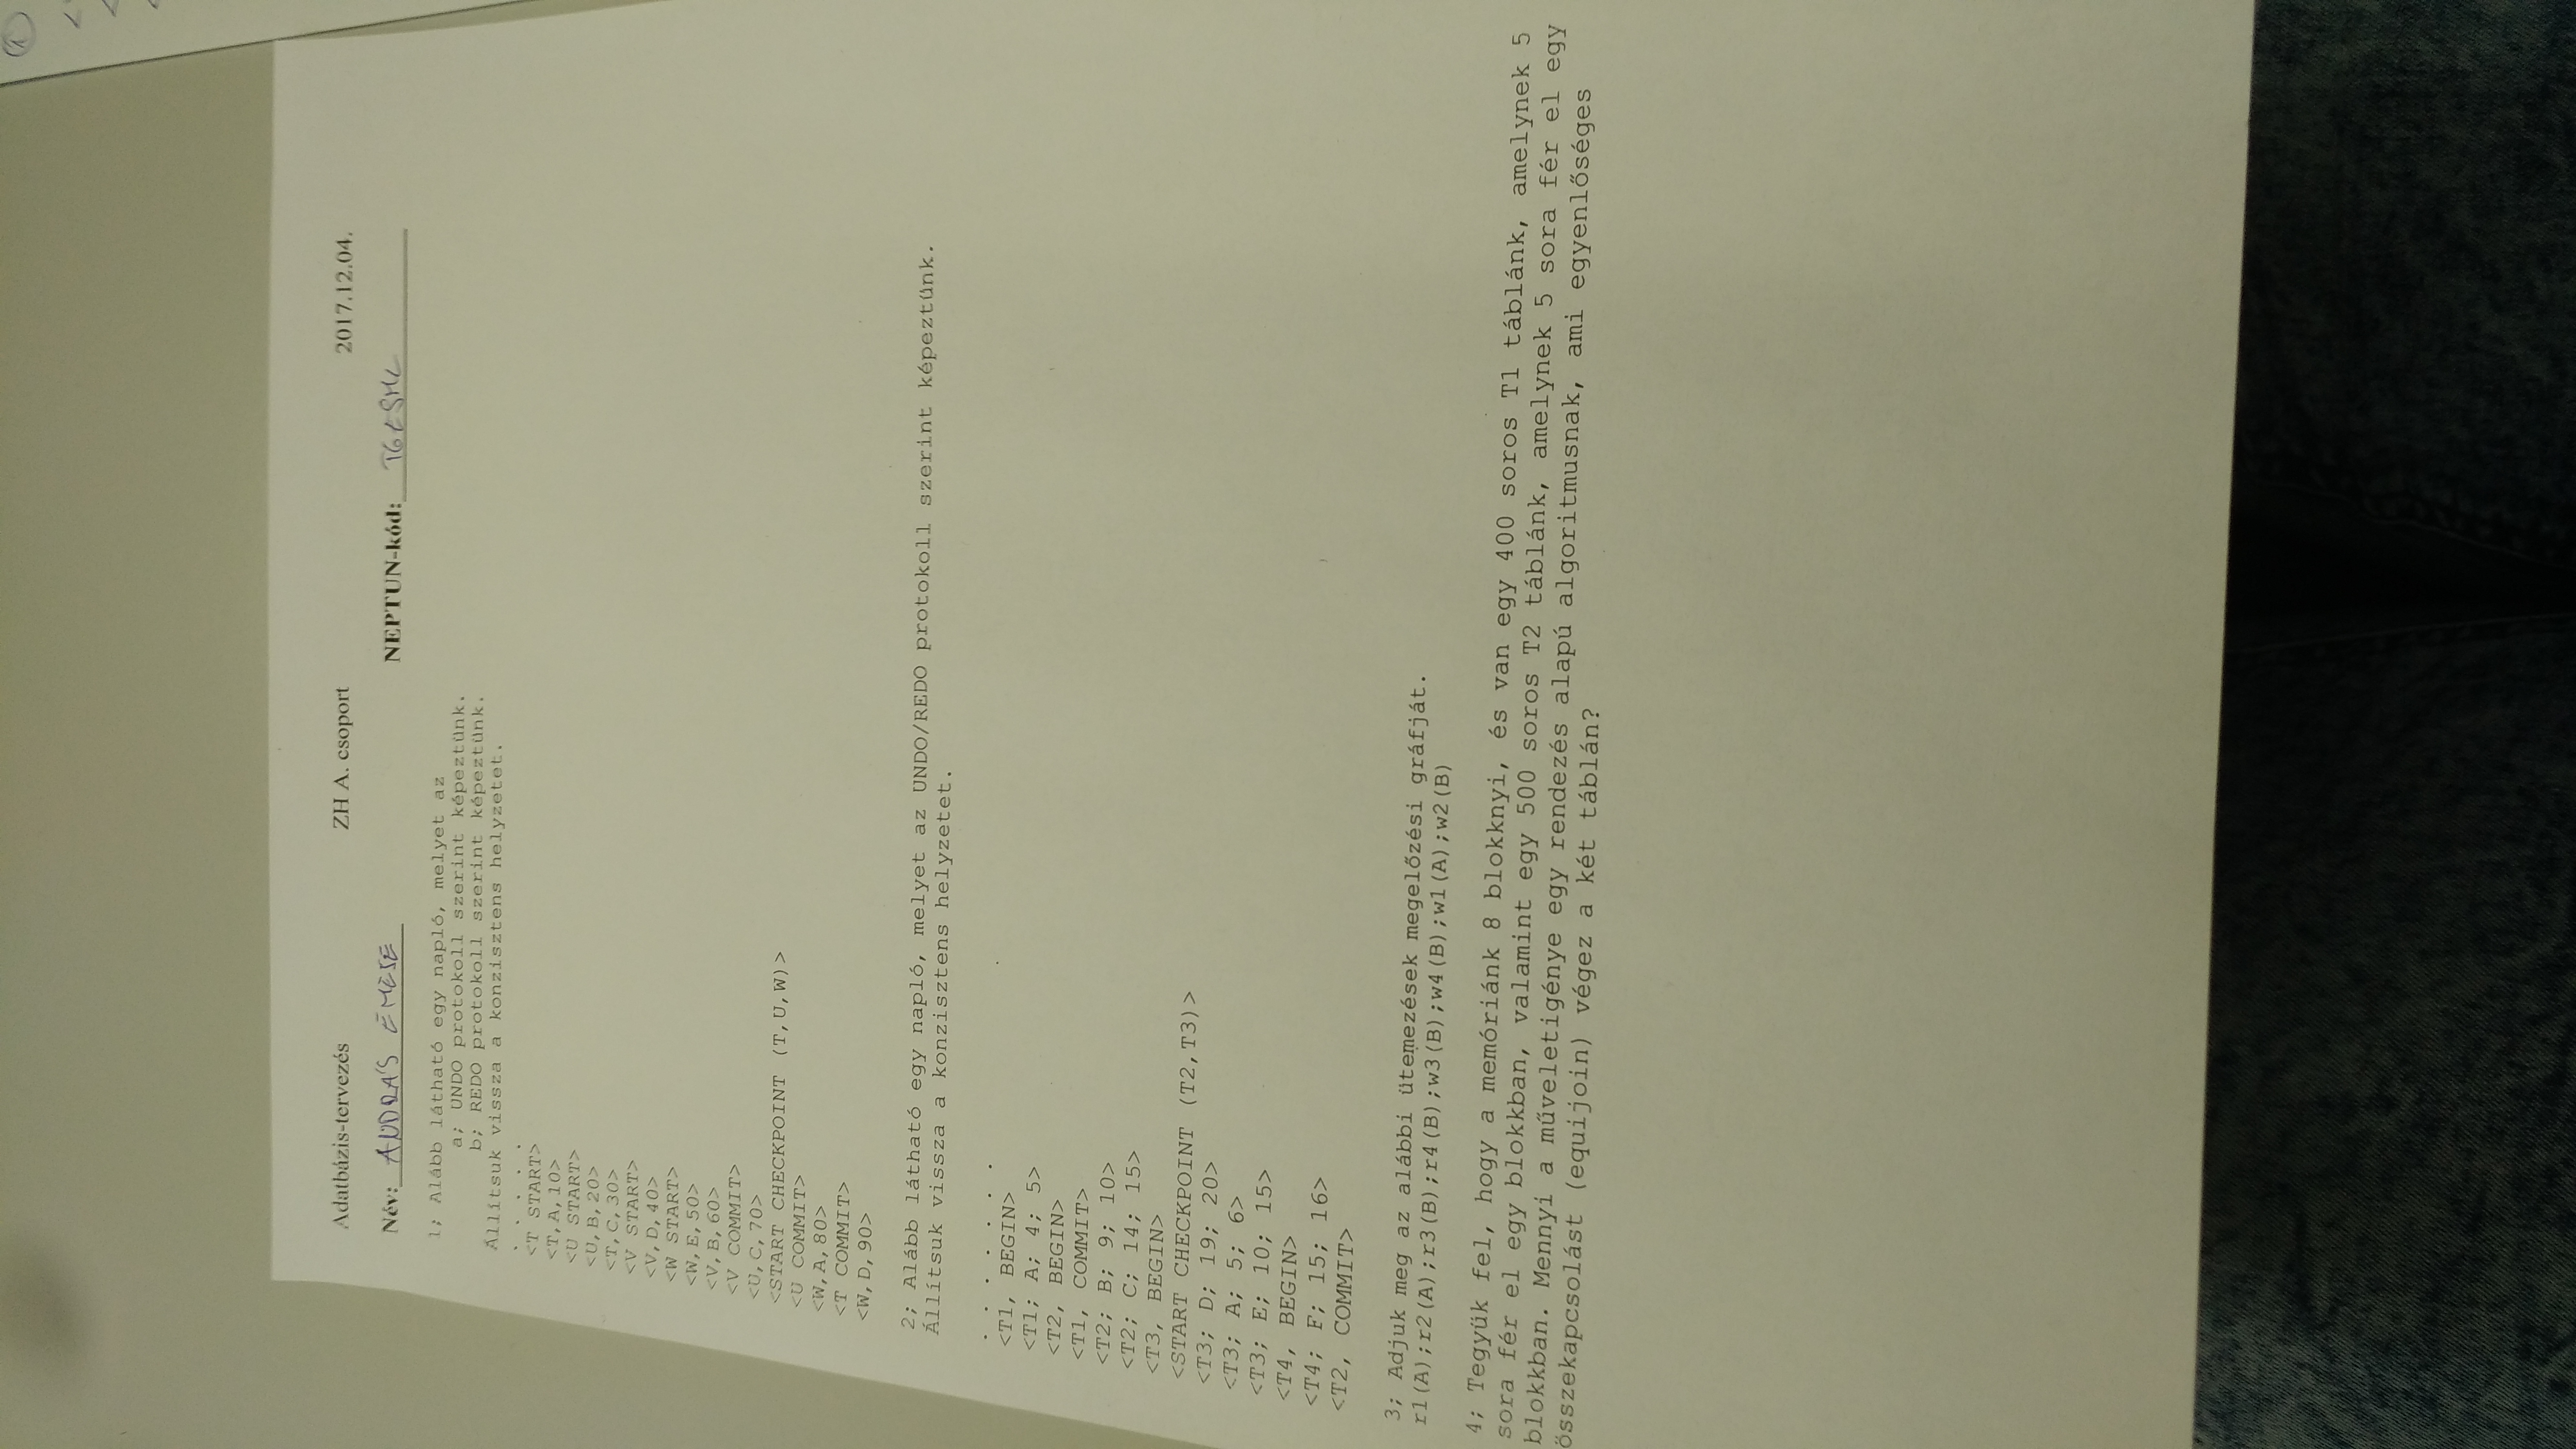 Adatbázis-tervezés ZH A. csoport 2017.12.04.
Név: ANDRÁS EMESE NEPTUN-kód:
1; Alább látható egy napló, melyet az
a; UNDO protokoll szerint képeztünk.
b; REDO protokoll szerint képeztünk.
Állítsuk vissza a konzisztens helyzetet.
. . . . .
<T START>
<T,A,10>
<U START>
<U,B,20>
<T,C,30>
<V START>
<V,D,40>
<W START>
<W,E,50>
<V,B,60>
<V COMMIT>
<U,C,70>
<START CHECKPOINT (T,U,W)>
<U COMMIT>
<W,A,80>
<T COMMIT>
<W,D,90>
2; Alább látható egy napló, melyet az UNDO/REDO protokoll szerint képeztünk.
Állítsuk vissza a konzisztens helyzetet.
. . . . . . .
<T1, BEGIN>
<T1; A; 4; 5>
<T2, BEGIN>
<T1, COMMIT>
<T2; B; 9; 10>
<T2; C; 14; 15>
<T3, BEGIN>
<START CHECKPOINT (T2,T3)>
<T3; D; 19; 20>
<T3; A; 5; 6>
<T3; E; 10; 15>
<T4, BEGIN>
<T4; F; 15; 16>
<T2, COMMIT>
3; Adjuk meg az alábbi ütemezések megelőzési gráfját.
r1(A);r2(A);r3(B);r4(B);w3(B);w4(B);w1(A);w2(B)
4; Tegyük fel, hogy a memóriánk 8 blokknyi, és van egy 400 soros T1 táblánk, amelynek 5
sora fér el egy blokkban, valamint egy 500 soros T2 táblánk, amelynek 5 sora fér el egy
blokkban. Mennyi a műveletigénye egy rendezés alapú algoritmusnak, ami egyenlőséges
összekapcsolást (equijoin) végez a két táblán?